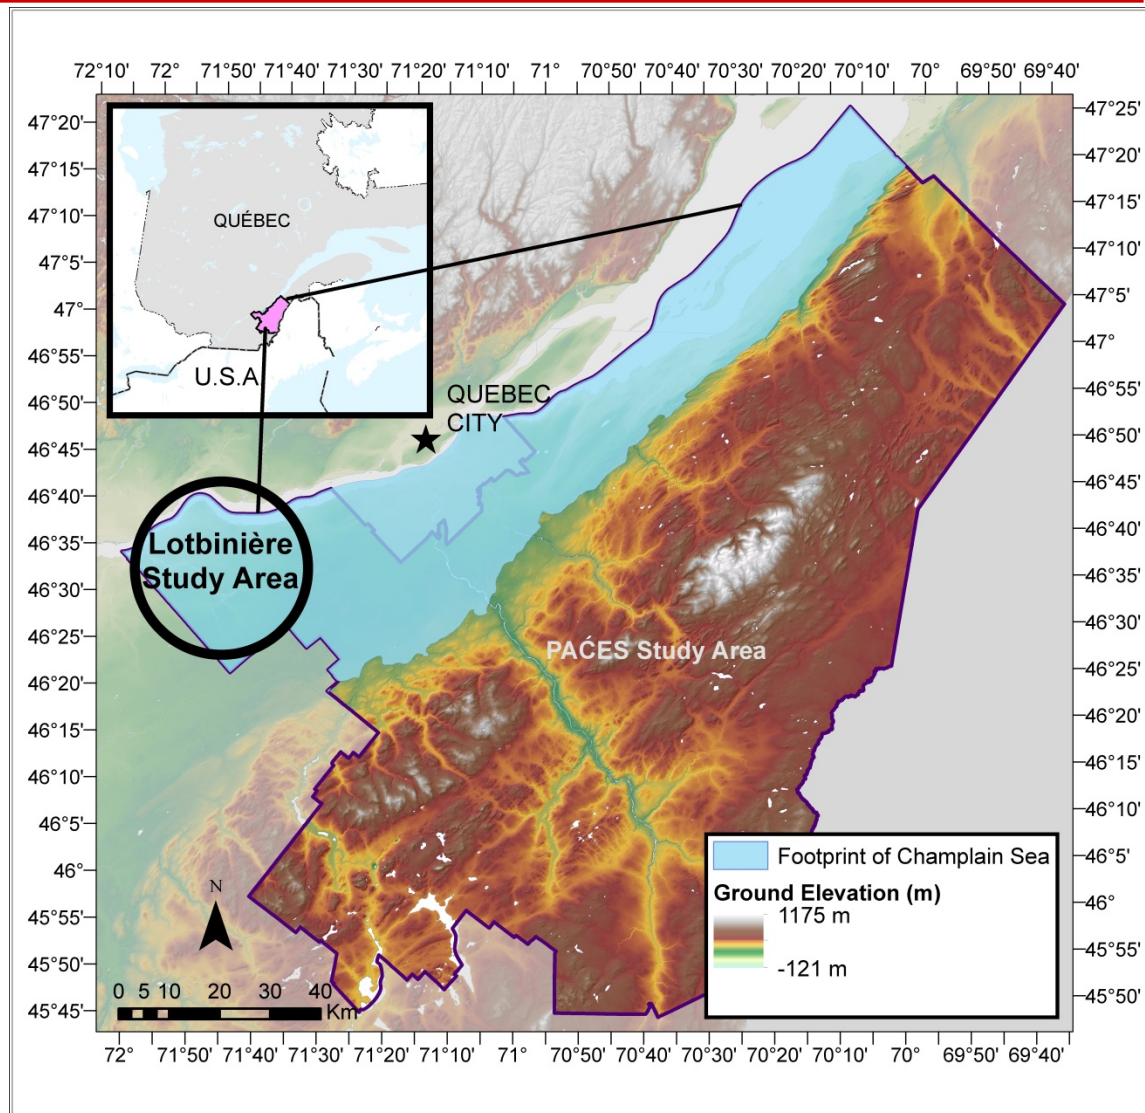 72°10' 72° 71°50' 71°40' 71°30' 71°20' 71°10' 71° 70°50' 70°40' 70°30' 70°20' 70°10' 70° 69°50' 69°40'
47°20'
47°15'
47°10'
47°5'
47°
46°55'
46°50'
46°45'
46°40'
46°35'
46°30'
46°25'
46°20'
46°15'
46°10'
46°5'
46°
45°55'
45°50'
45°45'
QUÉBEC
U.S.A.
QUEBEC
CITY
Lotbinière
Study Area
PACES Study Area
47°25'
47°20'
47°15'
47°10'
47°5'
47°
46°55'
46°50'
46°45'
46°40'
46°35'
46°30'
46°25'
46°20'
46°15'
46°10'
46°5'
46°
45°55'
45°50'
Footprint of Champlain Sea
Ground Elevation (m)
1175 m
-121 m
N
0 5 10 20 30 40
Km
72° 71°50' 71°40' 71°30' 71°20' 71°10' 71° 70°50' 70°40' 70°30' 70°20' 70°10' 70° 69°50' 69°40'